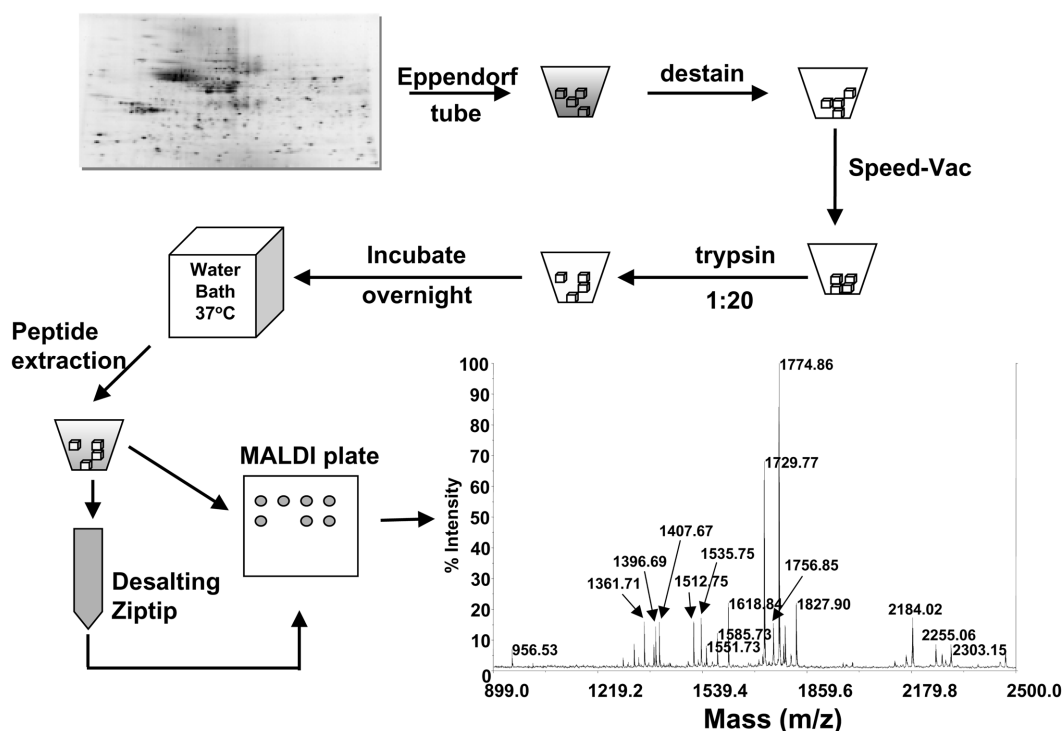 Eppendorf
tube
destain
Speed-Vac
trypsin
1:20
Incubate
overnight
Water
Bath
37°C
Peptide
extraction
MALDI plate
Desalting
Ziptip
% Intensity
100
90
80
70
60
50
40
30
20
10
0
1774.86
1729.77
1407.67
1396.69
1535.75
1361.71
1512.75
1756.85
1618.84
1827.90
1585.73
1551.73
2184.02
2255.06
2303.15
956.53
899.0
1219.2
1539.4
1859.6
2179.8
2500.0
Mass (m/z)